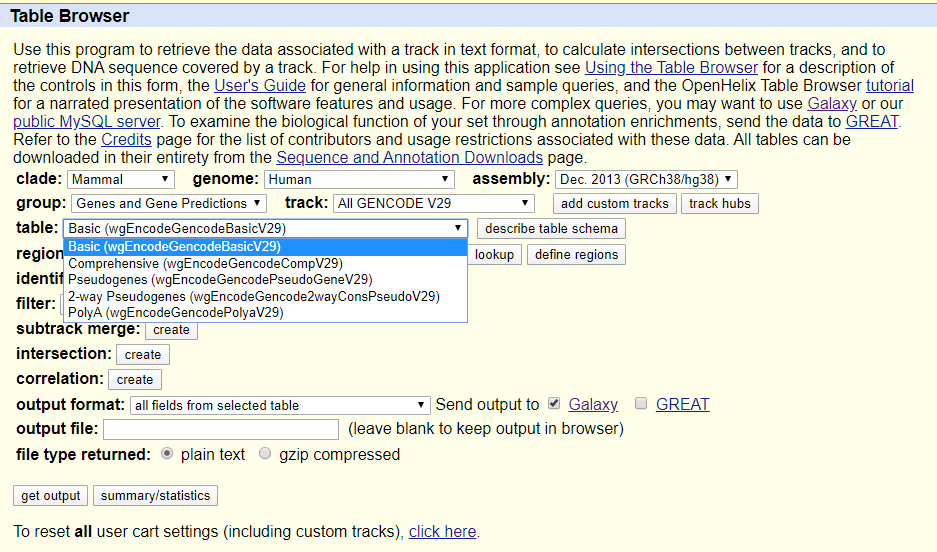 Table Browser
Use this program to retrieve the data associated with a track in text format, to calculate intersections between tracks, and to
retrieve DNA sequence covered by a track. For help in using this application see Using the Table Browser for a description of
the controls in this form, the User's Guide for general information and sample queries, and the OpenHelix Table Browser tutorial
for a narrated presentation of the software features and usage. For more complex queries, you may want to use Galaxy or our
public MySQL server. To examine the biological function of your set through annotation enrichments, send the data to GREAT.
Refer to the Credits page for the list of contributors and usage restrictions associated with these data. All tables can be
downloaded in their entirety from the Sequence and Annotation Downloads page.
clade: Mammal genome: Human assembly: Dec. 2013 (GRCh38/hg38)
group: Genes and Gene Predictions track: All GENCODE V29 add custom tracks track hubs
table: Basic (wgEncodeGencodeBasicV29) describe table schema
Basic (wgEncodeGencodeBasicV29)
region lookup define regions
Comprehensive (wgEncodeGencodeCompV29)
Pseudogenes (wgEncodeGencodePseudoGeneV29)
identif
2-way Pseudogenes (wgEncodeGencode2wayConsPseudoV29)
filter:
PolyA (wgEncodeGencodePolyaV29)
subtrack merge: create
intersection: create
correlation: create
output format: all fields from selected table Send output to Galaxy GREAT
output file: (leave blank to keep output in browser)
file type returned: plain text gzip compressed
get output summary/statistics
To reset all user cart settings (including custom tracks), click here.